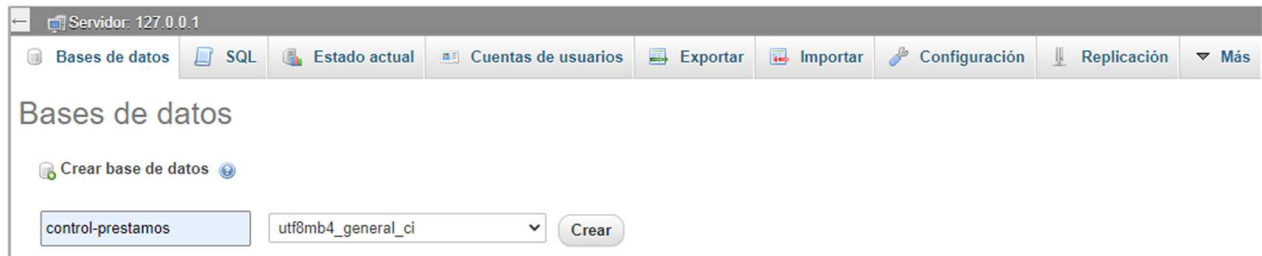 Servidor: 127.0.0.1
Bases de datos SQL Estado actual Cuentas de usuarios Exportar Importar Configuración Replicación Más
Bases de datos
Crear base de datos
control-prestamos utf8mb4_general_ci Crear